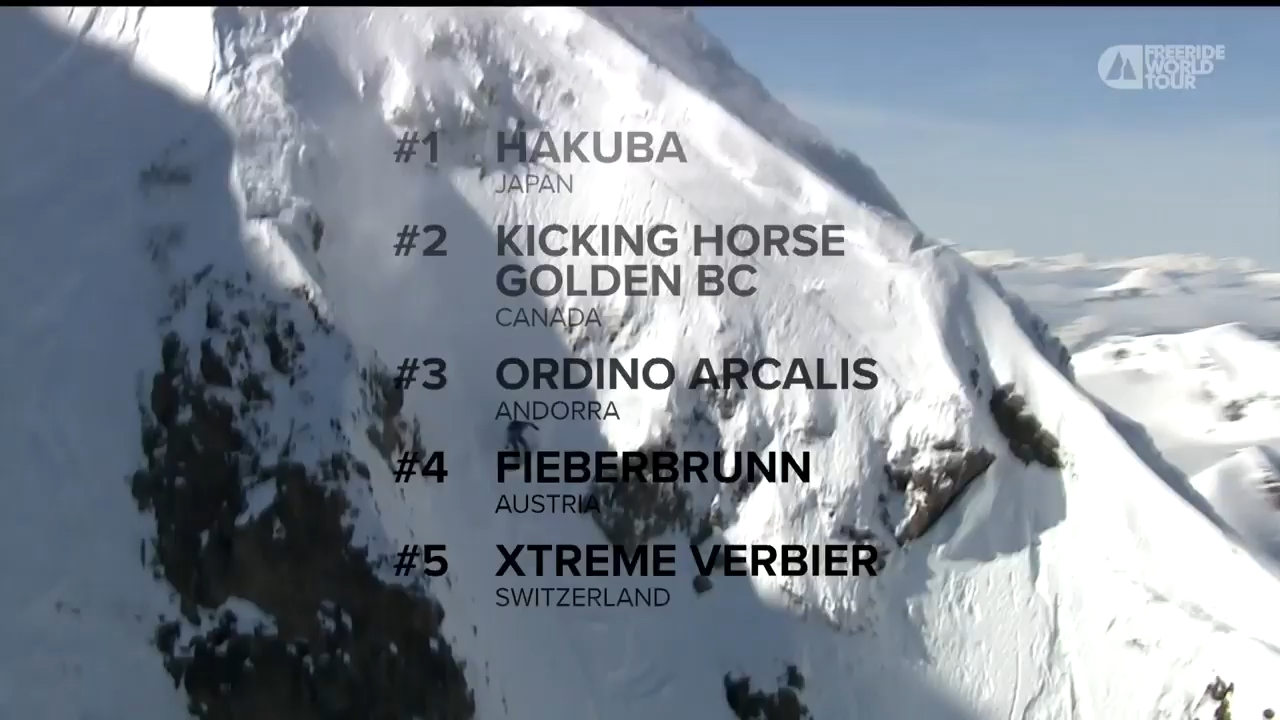 FREERIDE
WORLD
TOUR
#1 HAKUBA
JAPAN
#2 KICKING HORSE
GOLDEN BC
CANADA
#3 ORDINO ARCALIS
ANDORRA
#4 FIEBERBRUNN
AUSTRIA
#5 XTREME VERBIER
SWITZERLAND